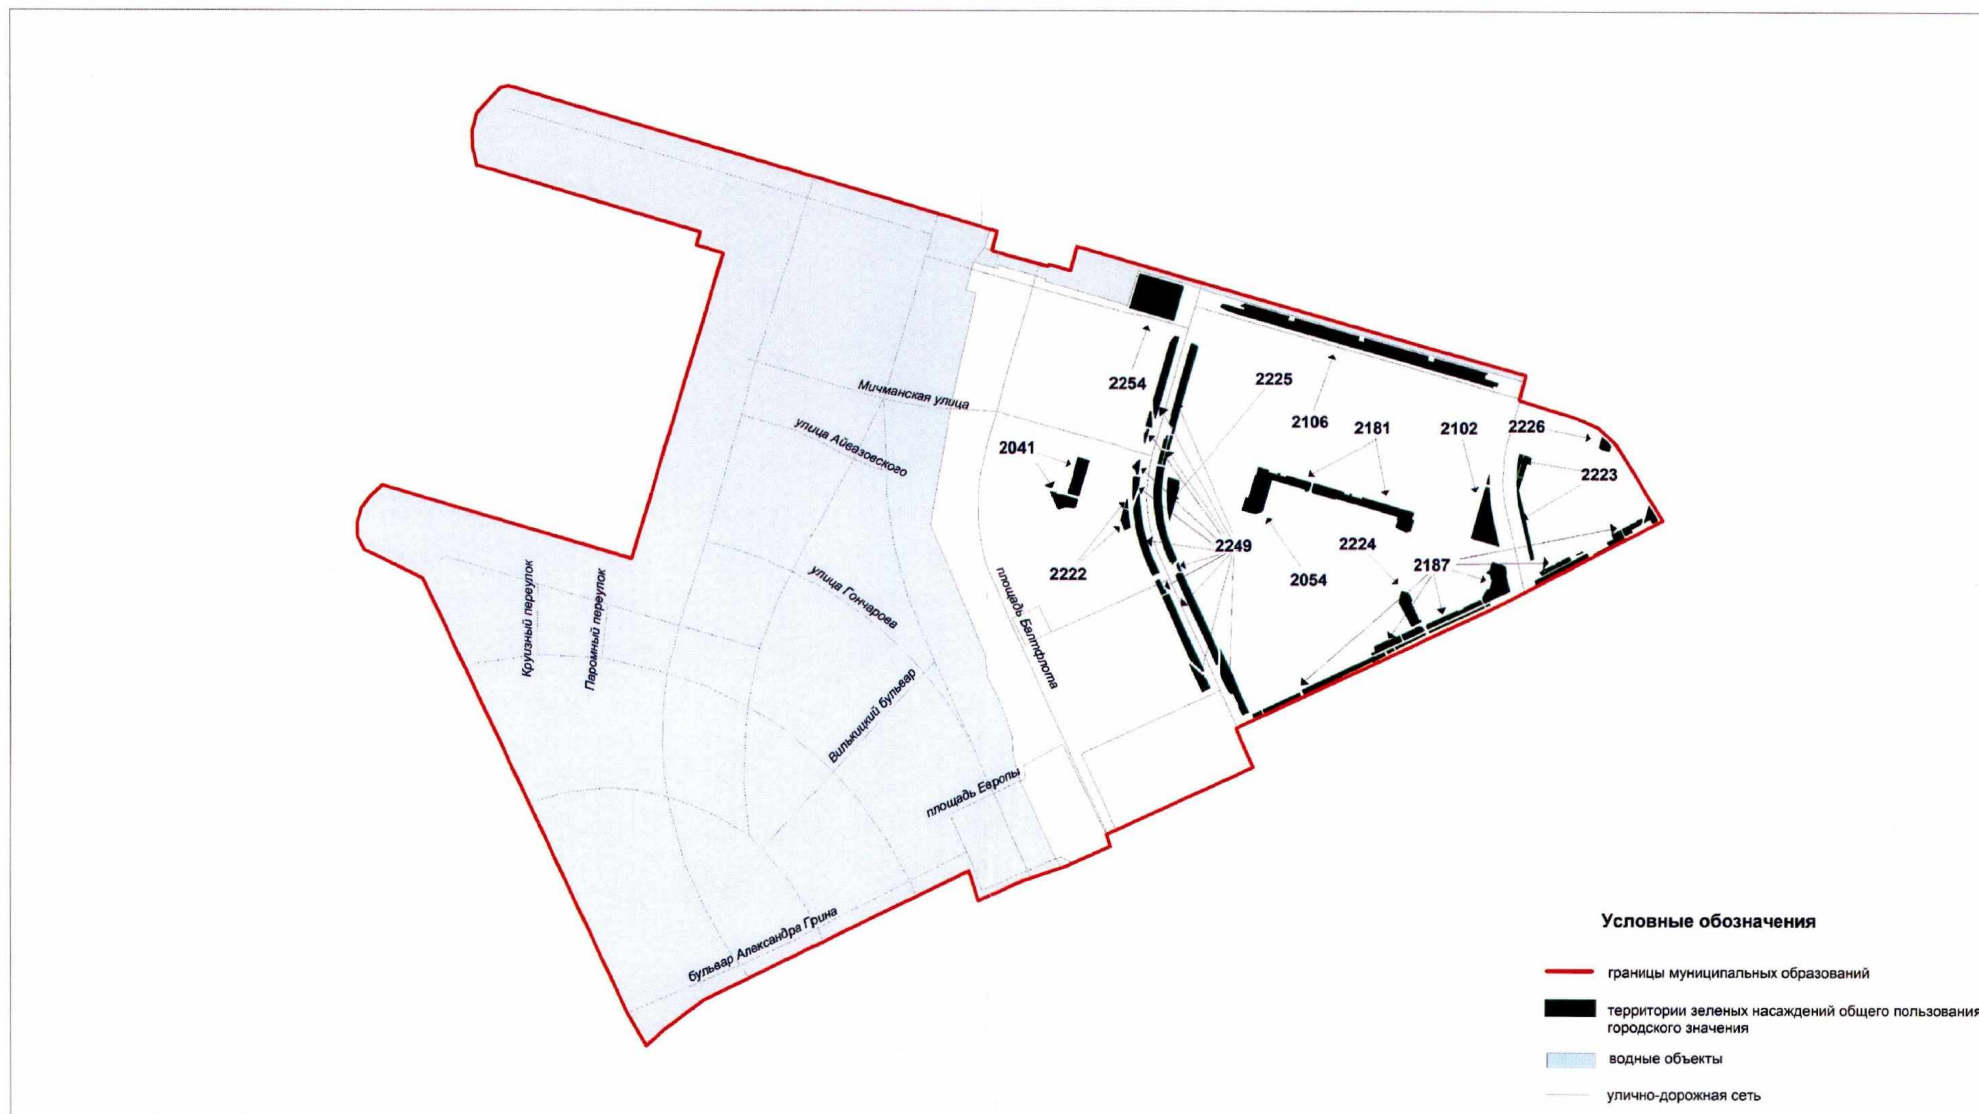 Мичманская улица
улица Айвазовского
улица Гончарова
Круизный переулок
Паромный переулок
Вилькицкий бульвар
площадь Балтфлота
площадь Европы
бульвар Александра Грина
2254
2225
2106
2181
2102
2226
2041
2223
2222
2249
2054
2224
2187
Условные обозначения
границы муниципальных образований
территории зеленых насаждений общего пользования
городского значения
водные объекты
улично-дорожная сеть